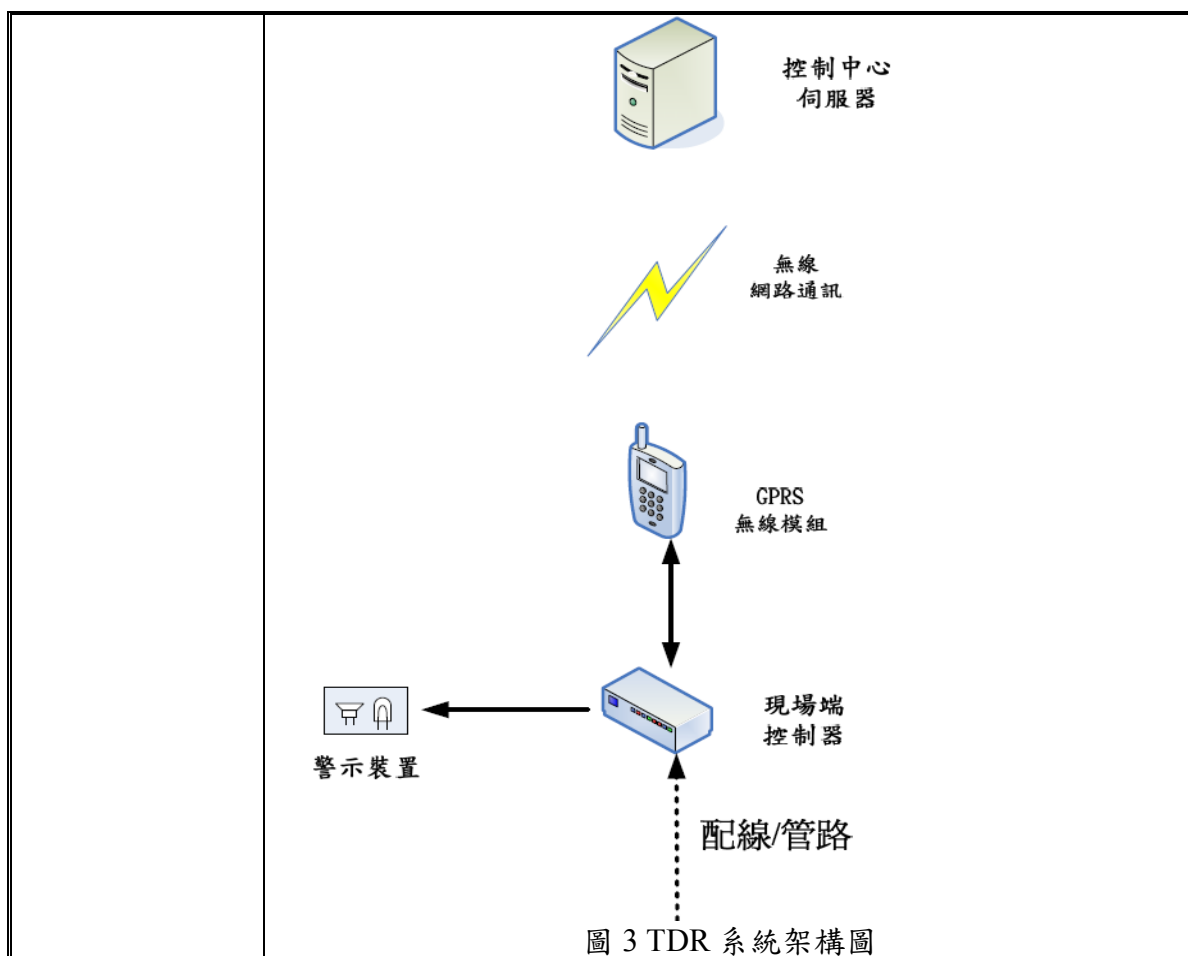 控制中心
伺服器
無線
網路通訊
GPRS
無線模組
現場端
控制器
警示裝置
配線/管路
圖 3 TDR 系統架構圖